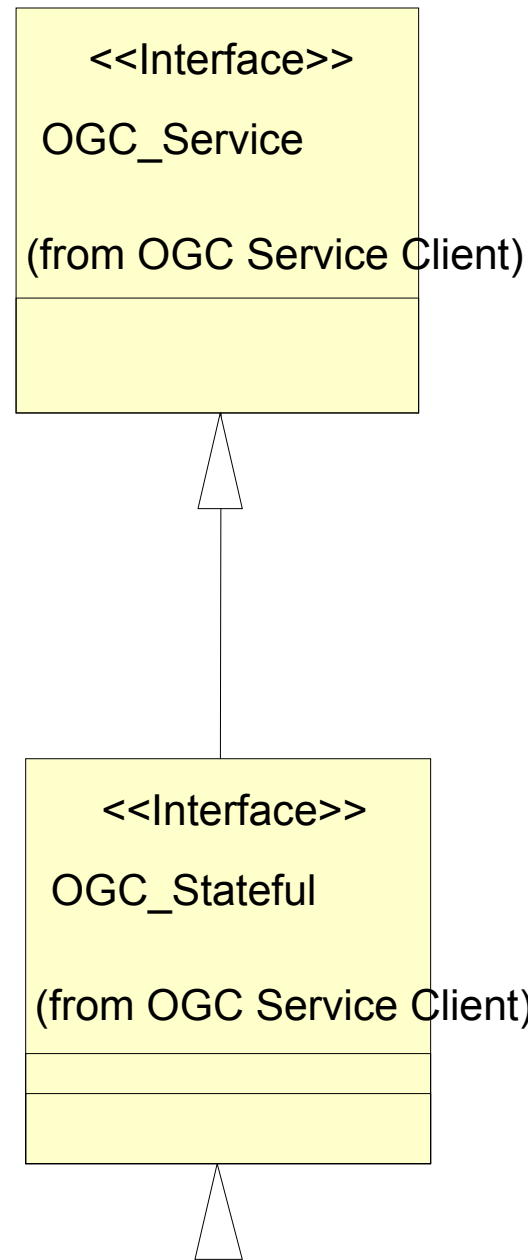 <<Interface>>
OGC_Service
(from OGC Service Client)
<<Interface>>
OGC_Stateful
(from OGC Service Client)